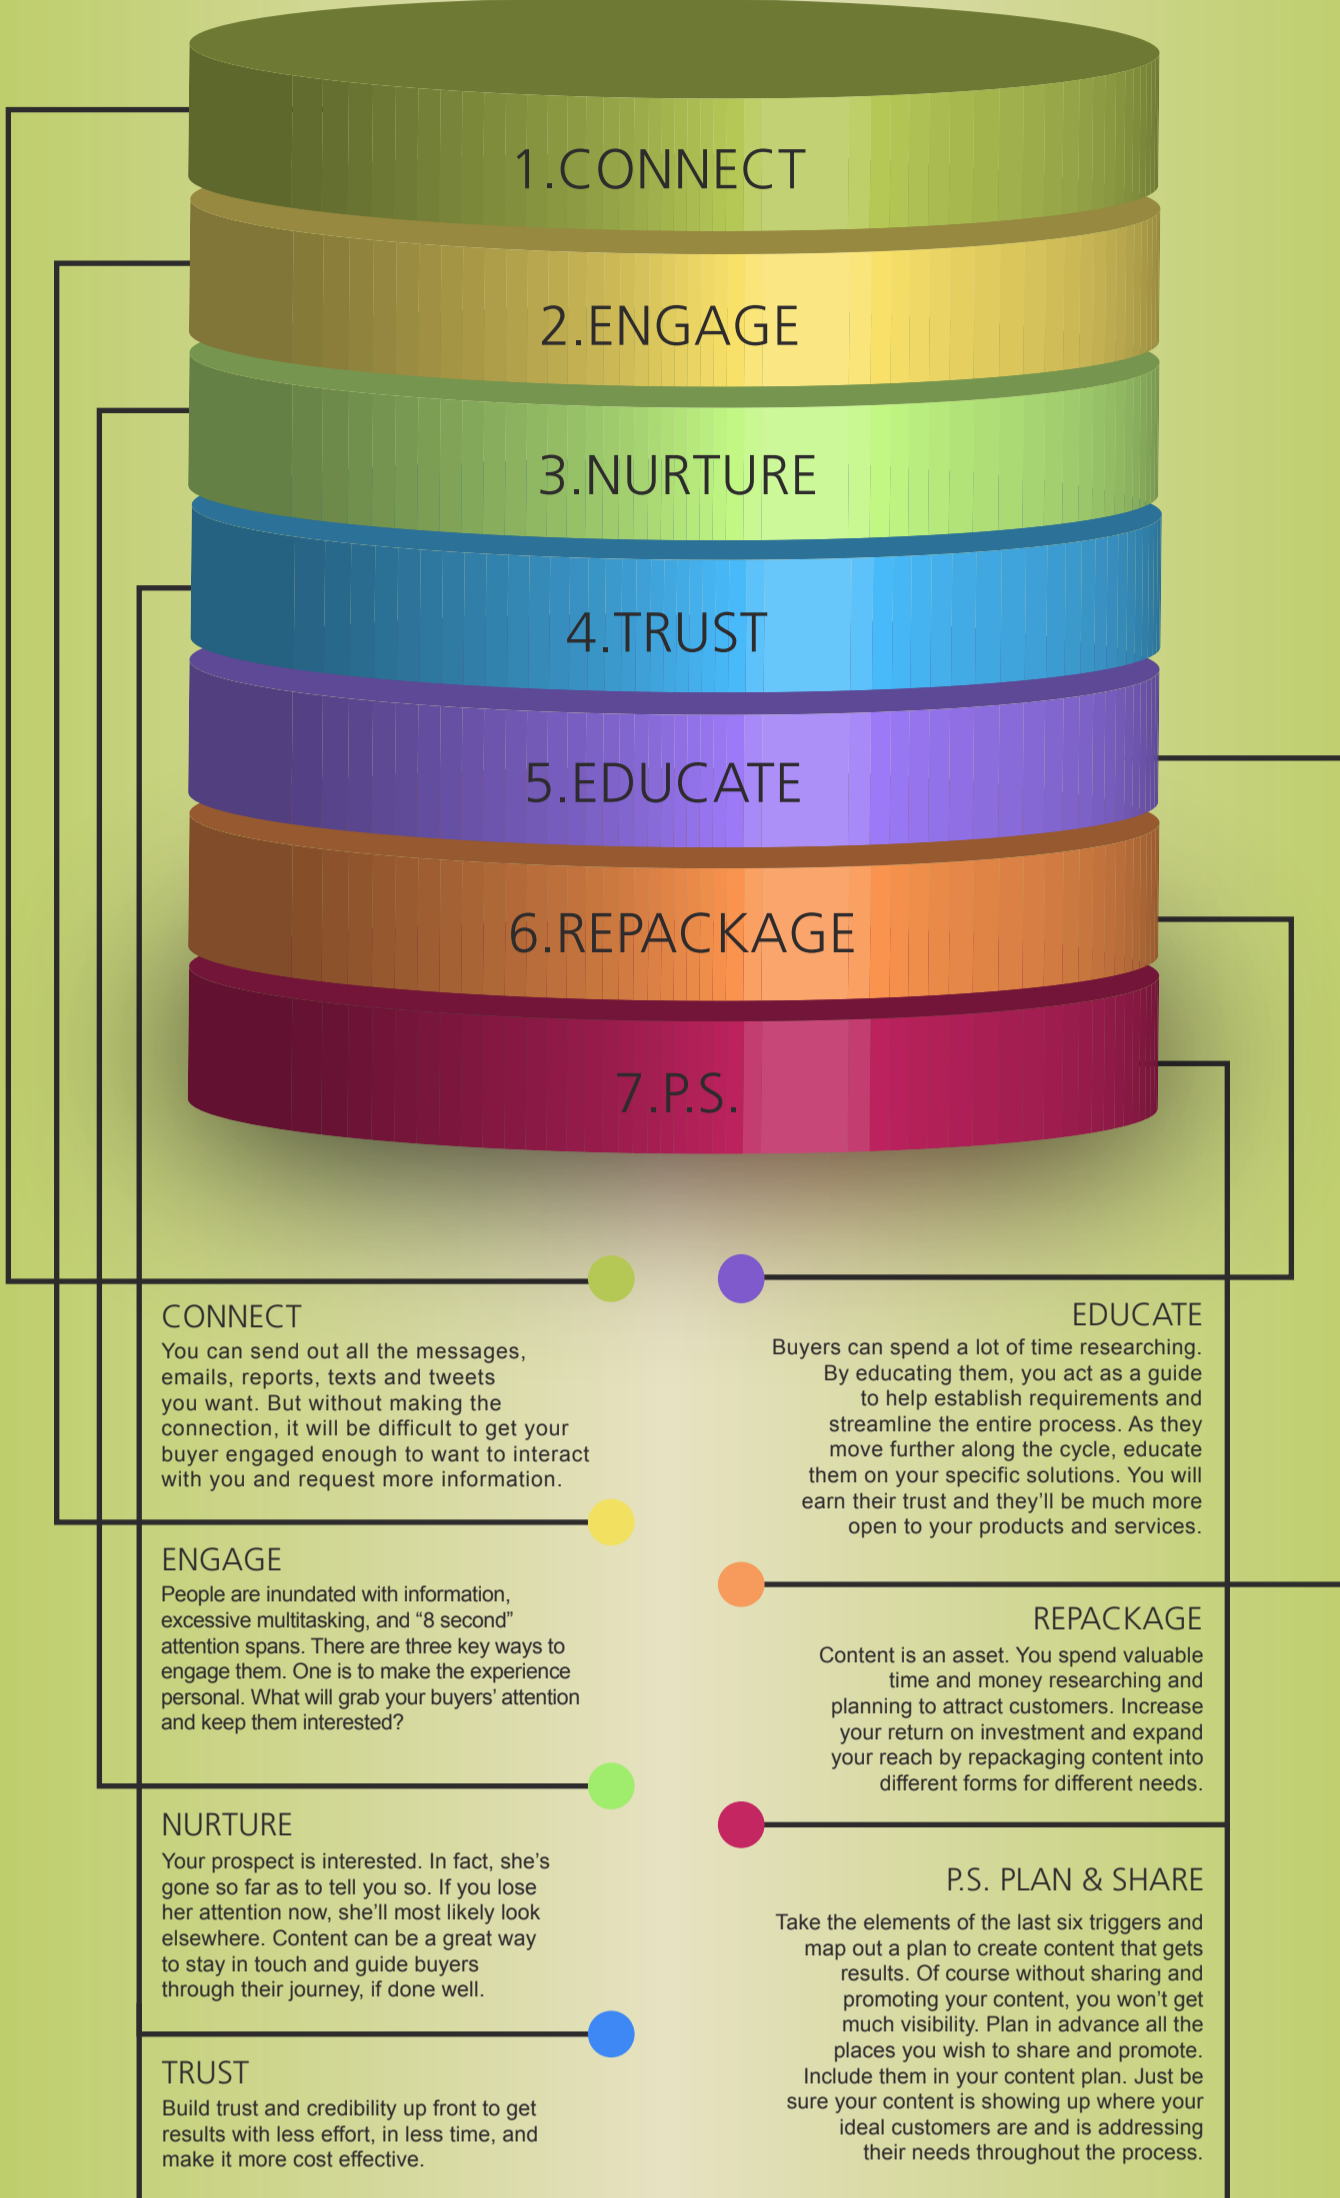 1.CONNECT
2.ENGAGE
3.NURTURE
4.TRUST
5.EDUCATE
6.REPACKAGE
7.P.S.
CONNECT
You can send out all the messages,
emails, reports, texts and tweets
you want. But without making the
connection, it will be difficult to get your
buyer engaged enough to want to interact
with you and request more information.
ENGAGE
People are inundated with information,
excessive multitasking, and “8 second”
attention spans. There are three key ways to
engage them. One is to make the experience
personal. What will grab your buyers’ attention
and keep them interested?
NURTURE
Your prospect is interested. In fact, she’s
gone so far as to tell you so. If you lose
her attention now, she’ll most likely look
elsewhere. Content can be a great way
to stay in touch and guide buyers
through their journey, if done well.
TRUST
Build trust and credibility up front to get
results with less effort, in less time, and
make it more cost effective.
EDUCATE
Buyers can spend a lot of time researching.
By educating them, you act as a guide
to help establish requirements and
streamline the entire process. As they
move further along the cycle, educate
them on your specific solutions. You will
earn their trust and they’ll be much more
open to your products and services.
REPACKAGE
Content is an asset. You spend valuable
time and money researching and
planning to attract customers. Increase
your return on investment and expand
your reach by repackaging content into
different forms for different needs.
P.S. PLAN & SHARE
Take the elements of the last six triggers and
map out a plan to create content that gets
results. Of course without sharing and
promoting your content, you won’t get
much visibility. Plan in advance all the
places you wish to share and promote.
Include them in your content plan. Just be
sure your content is showing up where your
ideal customers are and is addressing
their needs throughout the process.